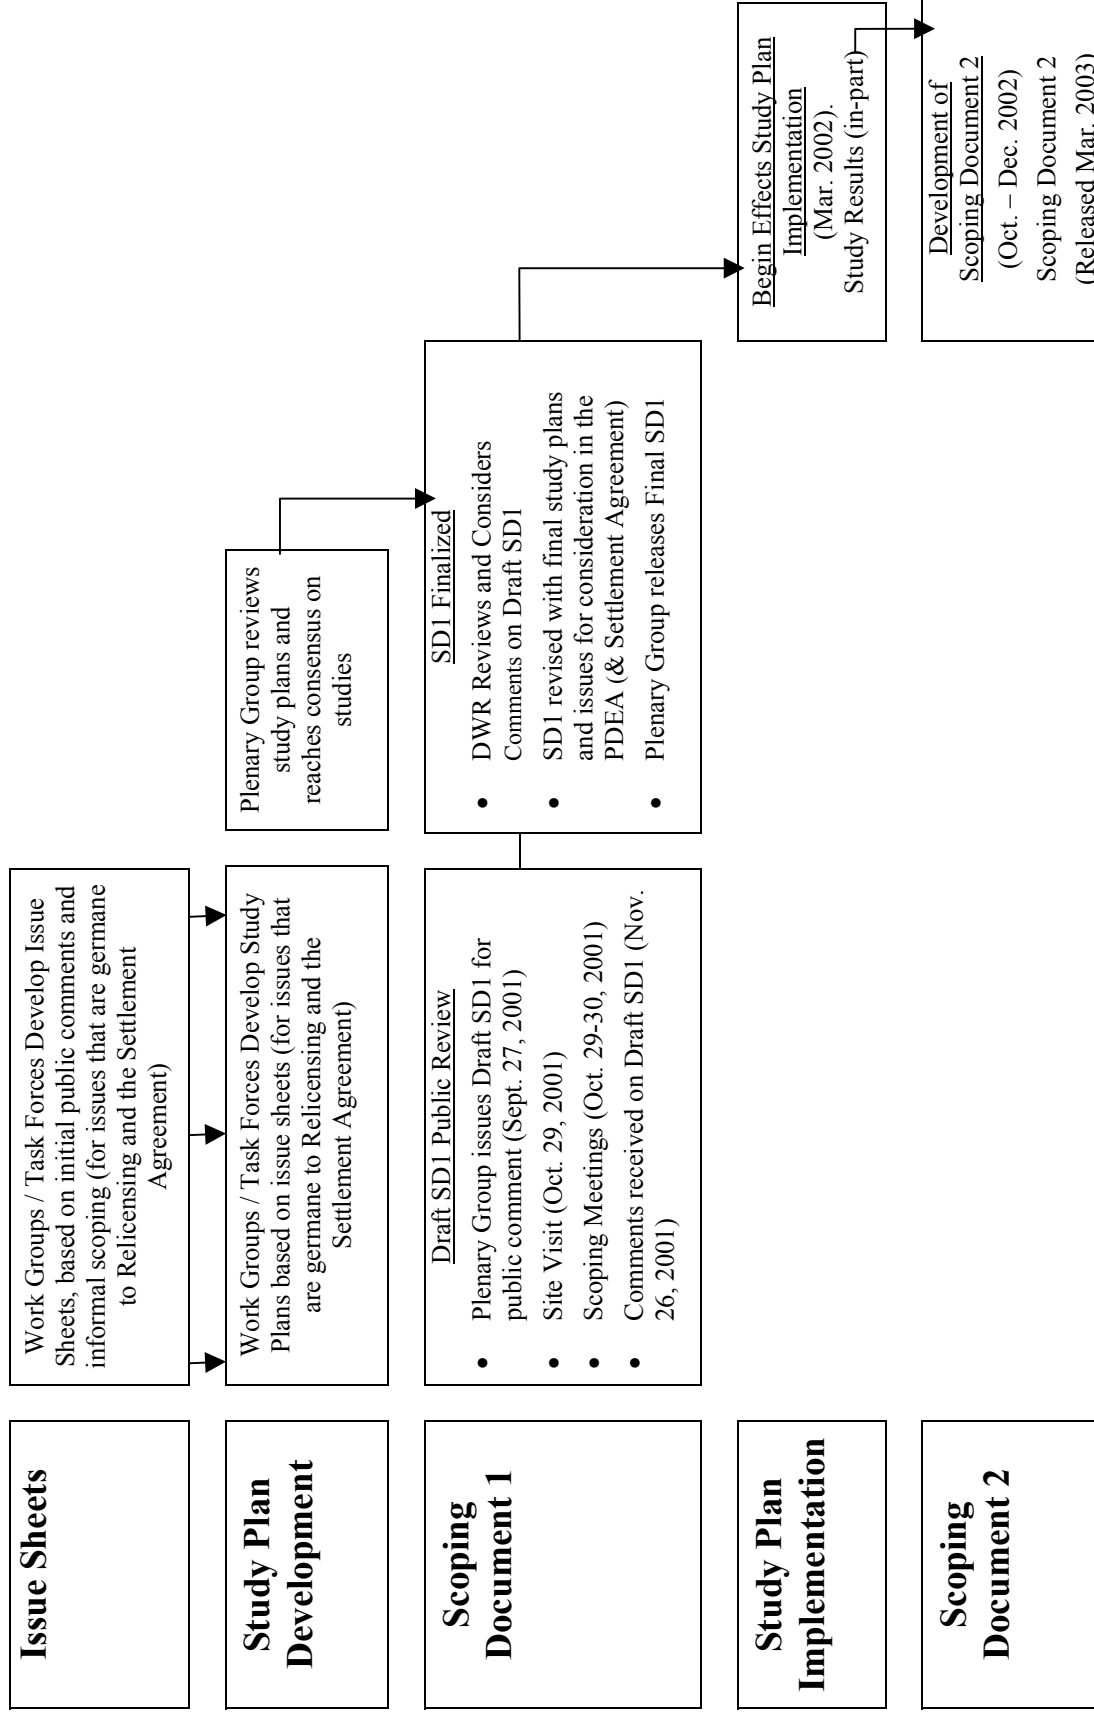 Issue Sheets
Work Groups / Task Forces Develop Issue
Sheets, based on initial public comments and
informal scoping (for issues that are germane
to Relicensing and the Settlement
Agreement)
Study Plan
Development
Work Groups / Task Forces Develop Study
Plans based on issue sheets (for issues that
are germane to Relicensing and the
Settlement Agreement)
Plenary Group reviews
study plans and
reaches consensus on
studies
Scoping
Document 1
Draft SD1 Public Review
• Plenary Group issues Draft SD1 for
public comment (Sept. 27, 2001)
• Site Visit (Oct. 29, 2001)
• Scoping Meetings (Oct. 29-30, 2001)
• Comments received on Draft SD1 (Nov.
26, 2001)
SD1 Finalized
• DWR Reviews and Considers
Comments on Draft SD1
• SD1 revised with final study plans
and issues for consideration in the
PDEA (& Settlement Agreement)
• Plenary Group releases Final SD1
Study Plan
Implementation
Begin Effects Study Plan
Implementation
(Mar. 2002).
Study Results (in-part)
Scoping
Document 2
Development of
Scoping Document 2
(Oct. – Dec. 2002)
Scoping Document 2
(Released Mar. 2003)